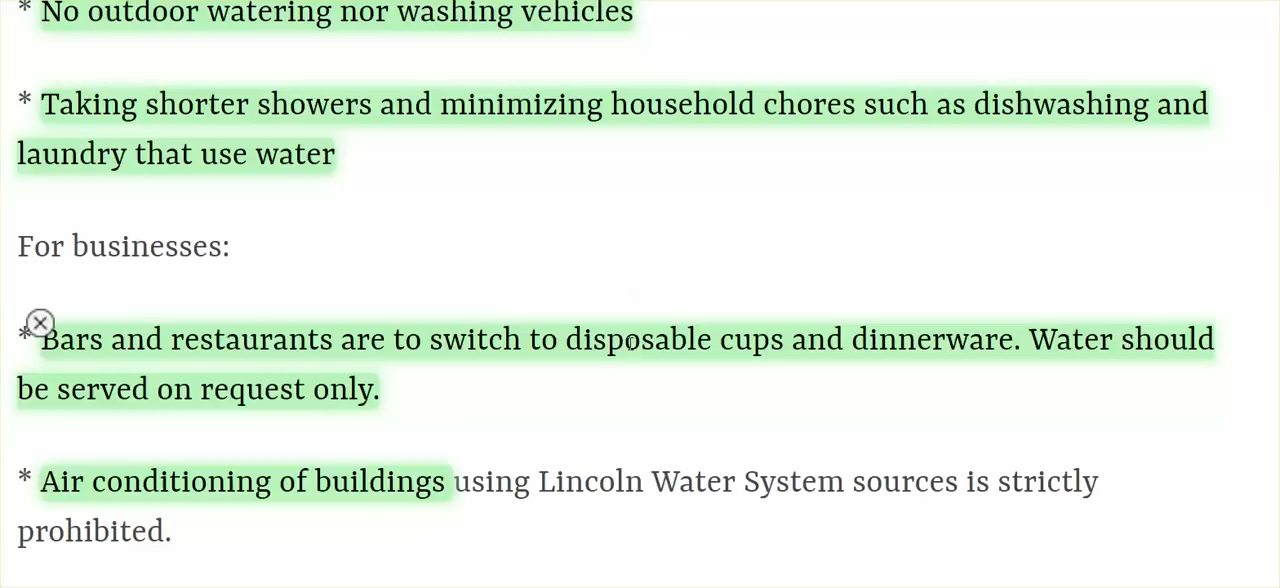 * No outdoor watering nor washing vehicles
* Taking shorter showers and minimizing household chores such as dishwashing and
laundry that use water
For businesses:
* Bars and restaurants are to switch to disposable cups and dinnerware. Water should
be served on request only.
* Air conditioning of buildings using Lincoln Water System sources is strictly
prohibited.